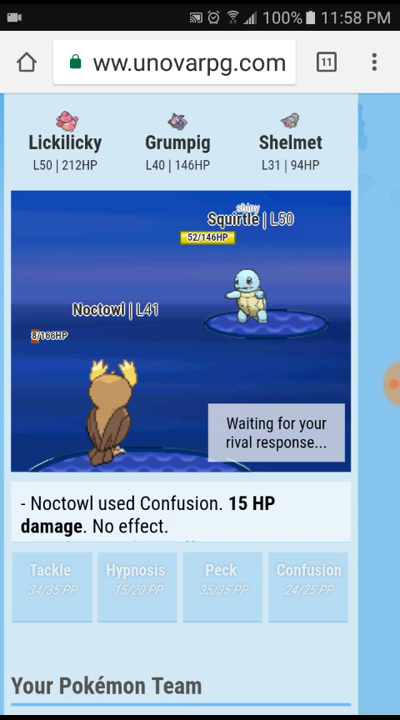 100% 11:58 PM
ww.unovarpg.com 11
Lickilicky Grumpig Shelmet
L50 | 212HP L40 | 146HP L31 | 94HP
shiny
Squirtle | L50
52/146HP
Noctowl | L41
8/166HP
Waiting for your
rival response...
- Noctowl used Confusion. 15 HP
damage. No effect.
Tackle Hypnosis Peck Confusion
34/35 PP 15/20 PP 35/35 PP 24/25 PP
Your Pokémon Team